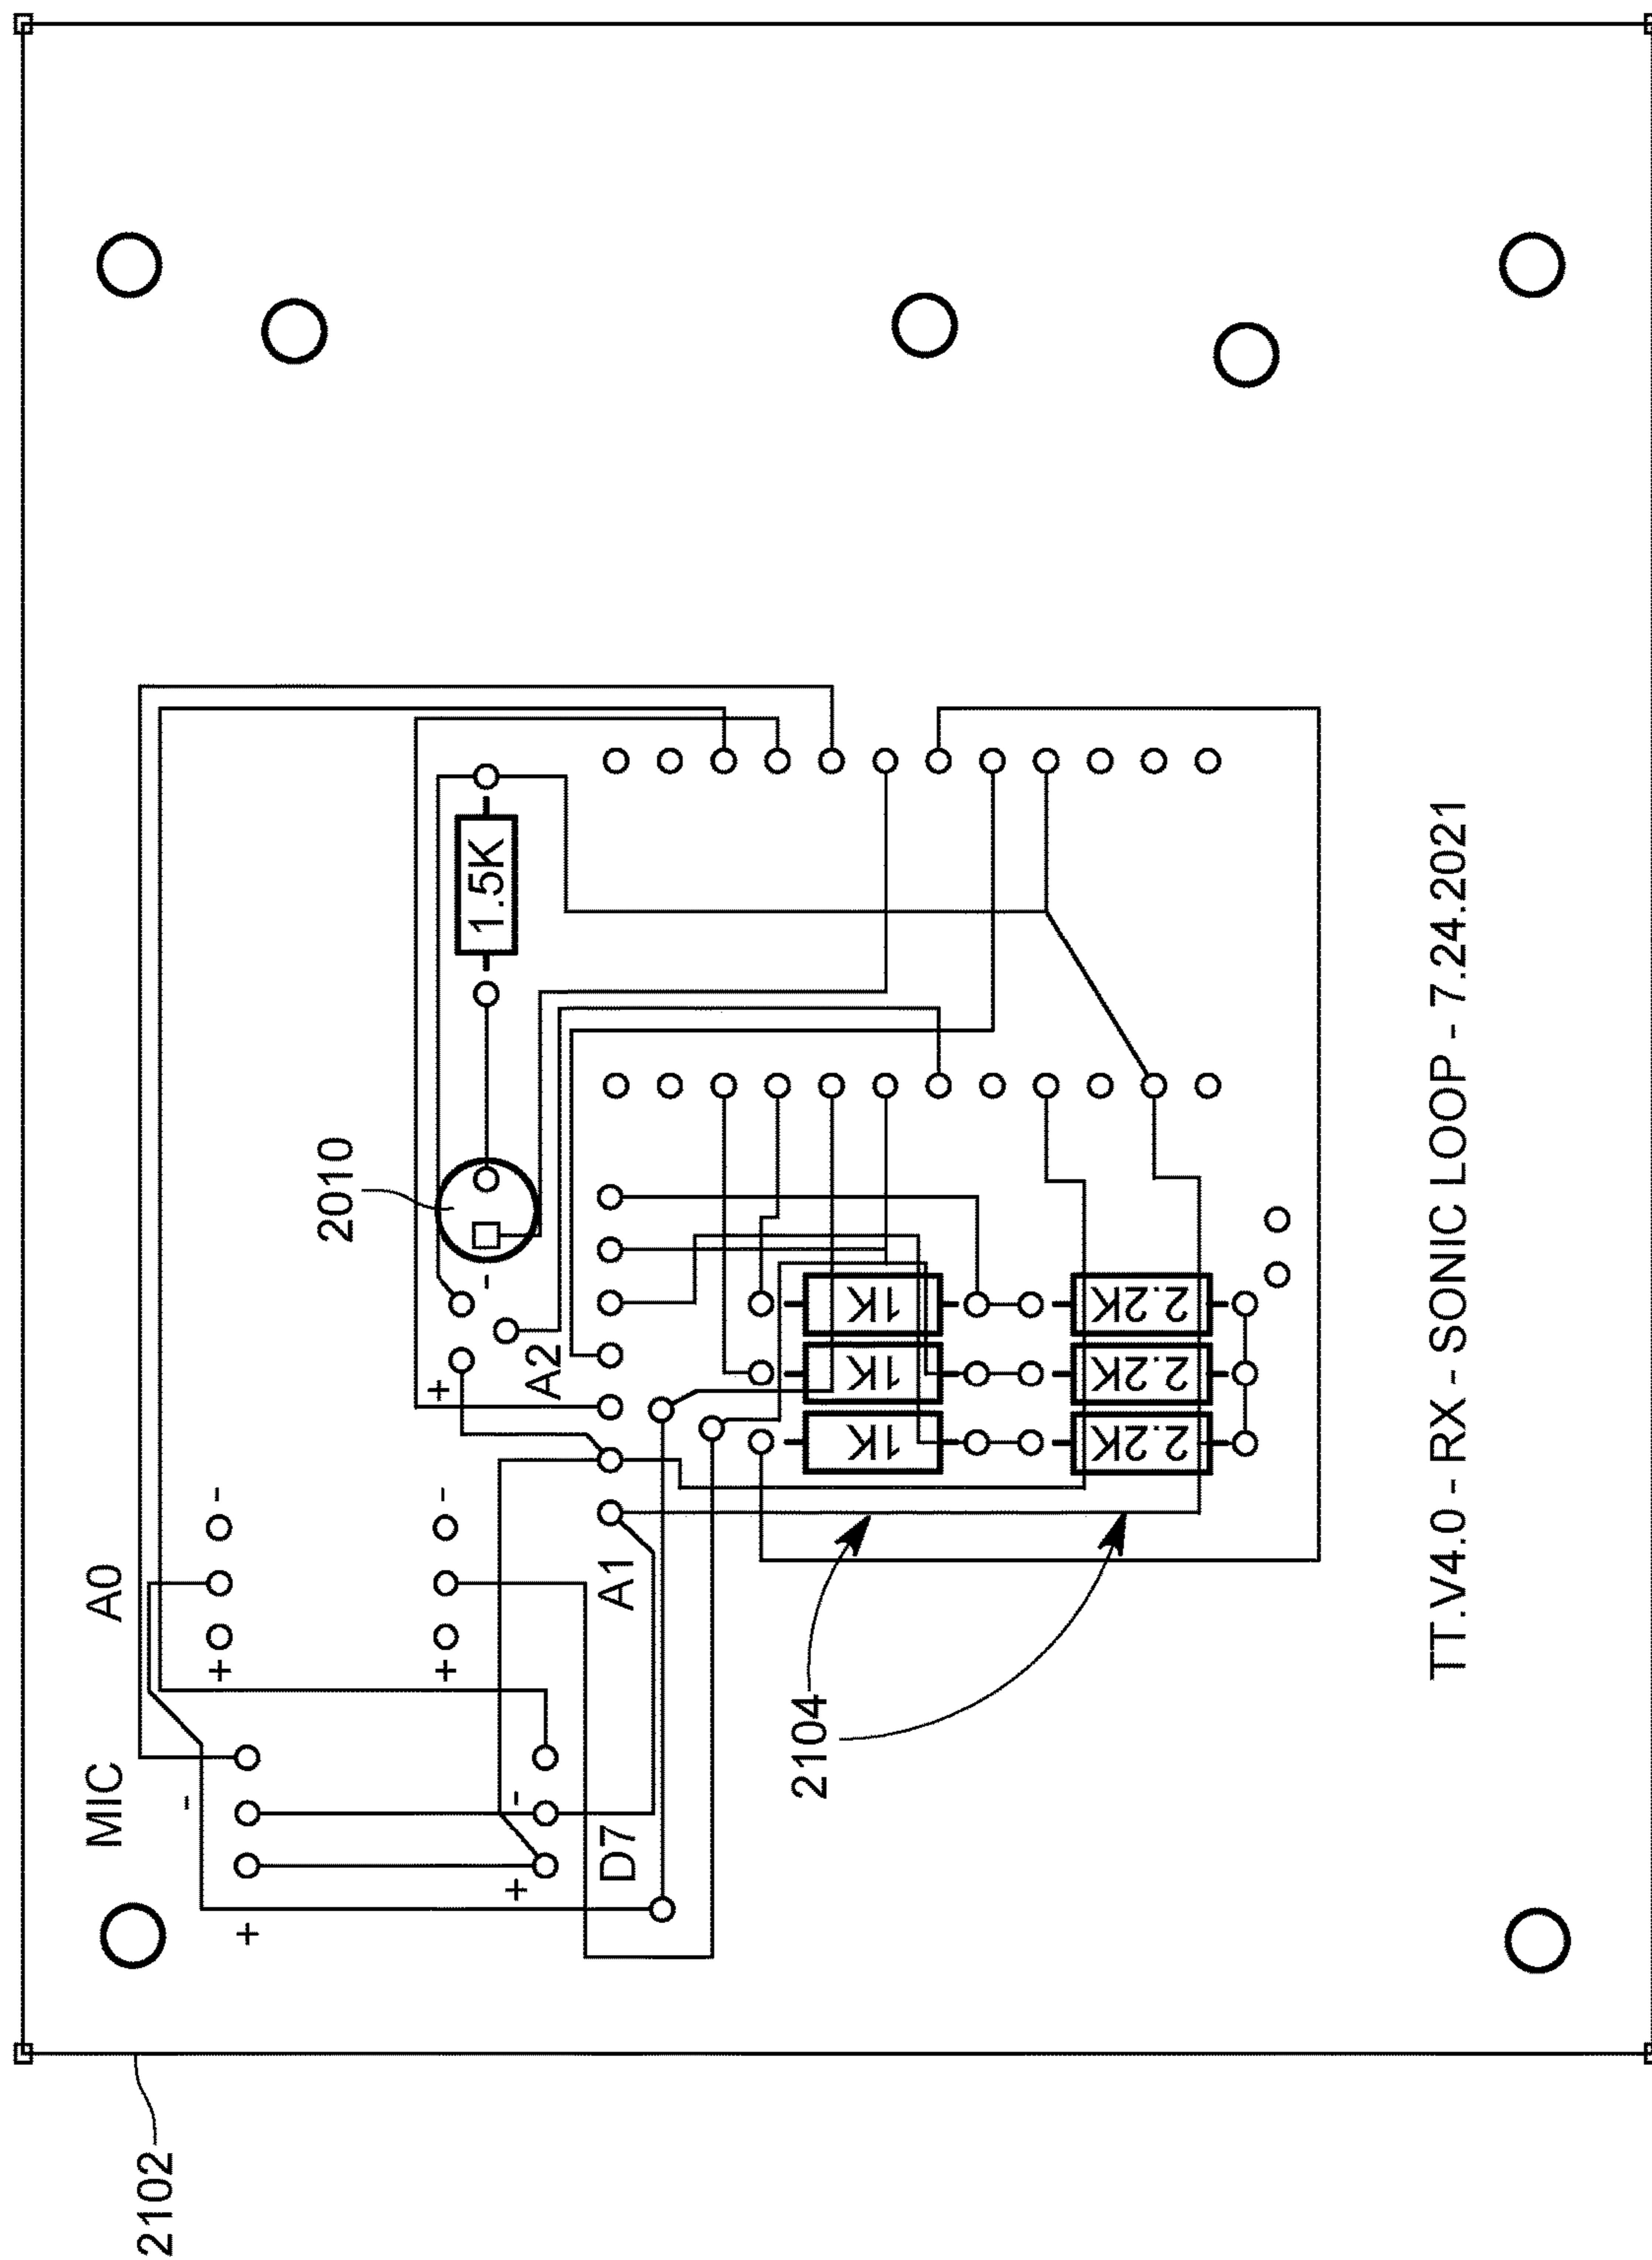 MIC A0
2102
-
+ -
+
2010
+ - +
- 1.5K
+ -
A2
D7 A1
2104
1K
1K
1K
2.2K
2.2K
2.2K
TT.V4.0 - RX - SONIC LOOP - 7.24.2021